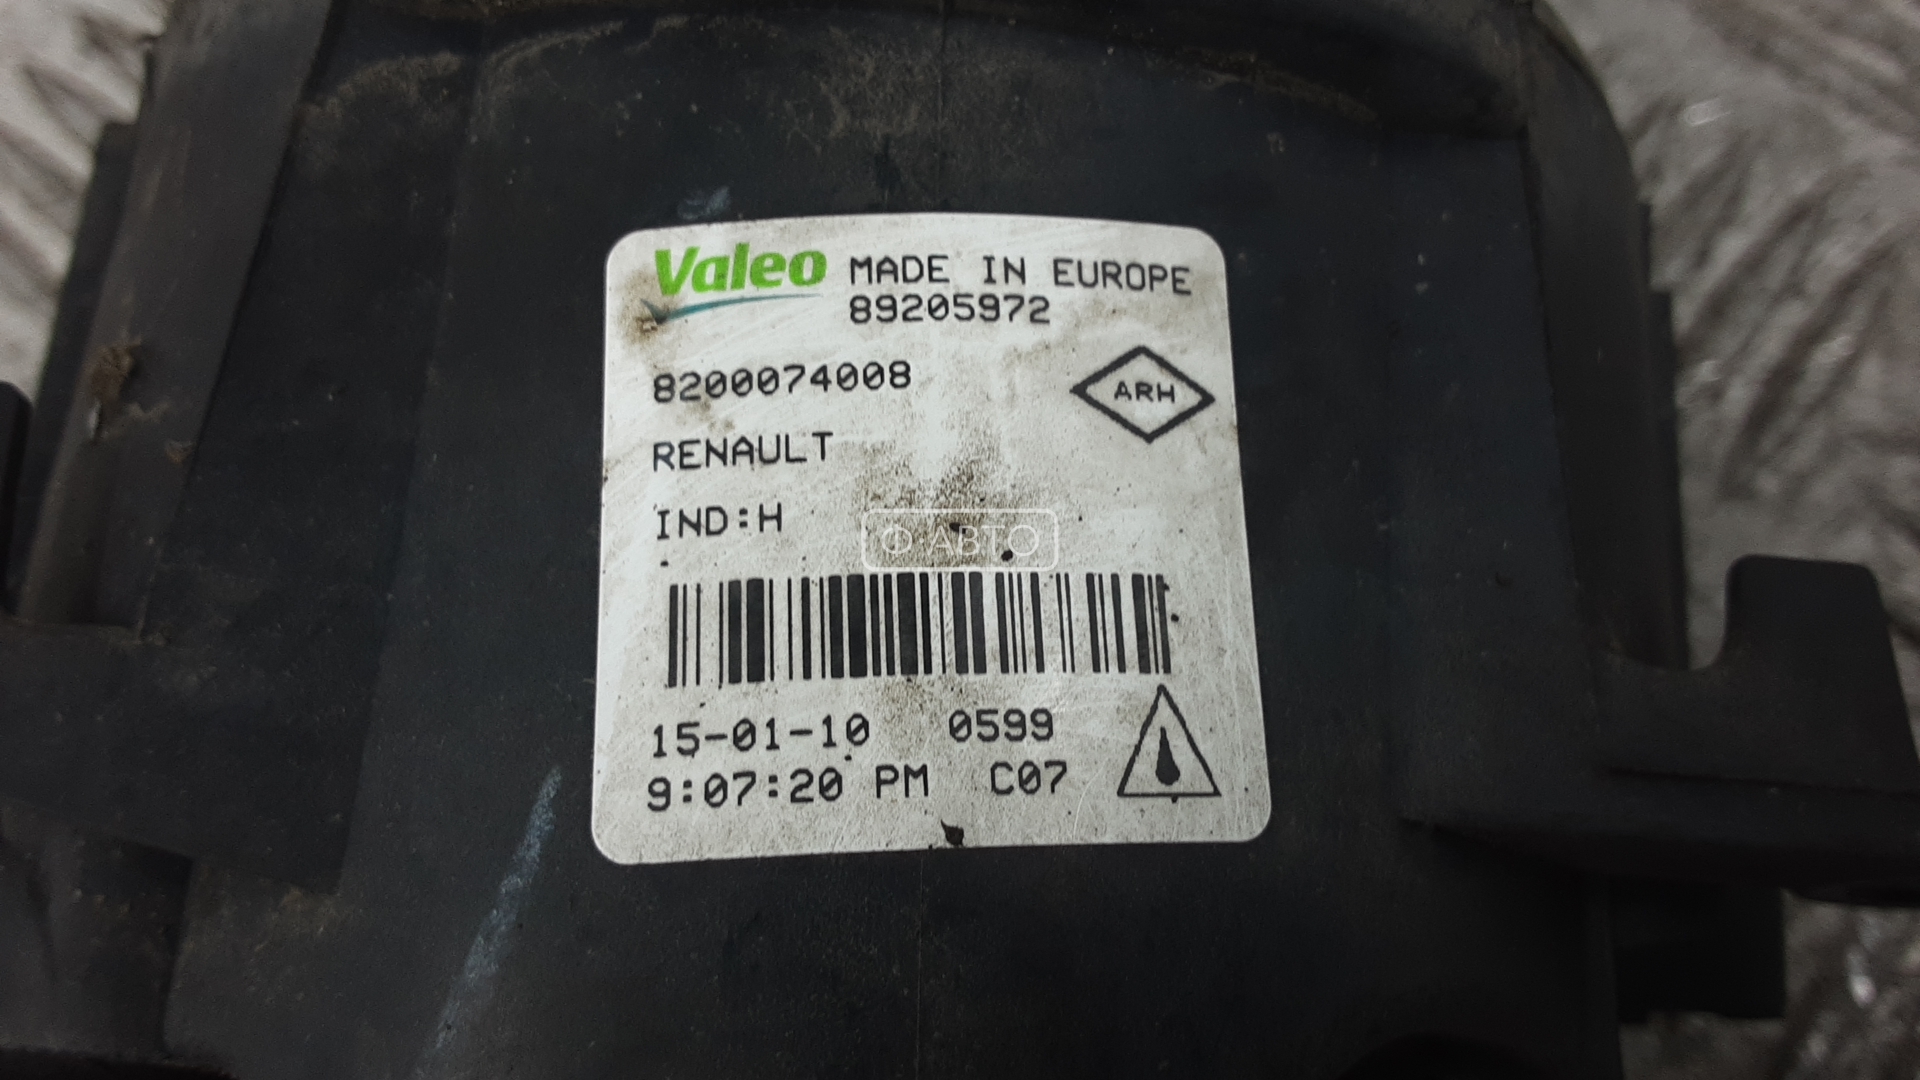 Valeo MADE IN EUROPE
89205972
8200074008
ARH
RENAULT
IND:H
Ф АВТО
15-01-10 0599
9:07:20 PM C07